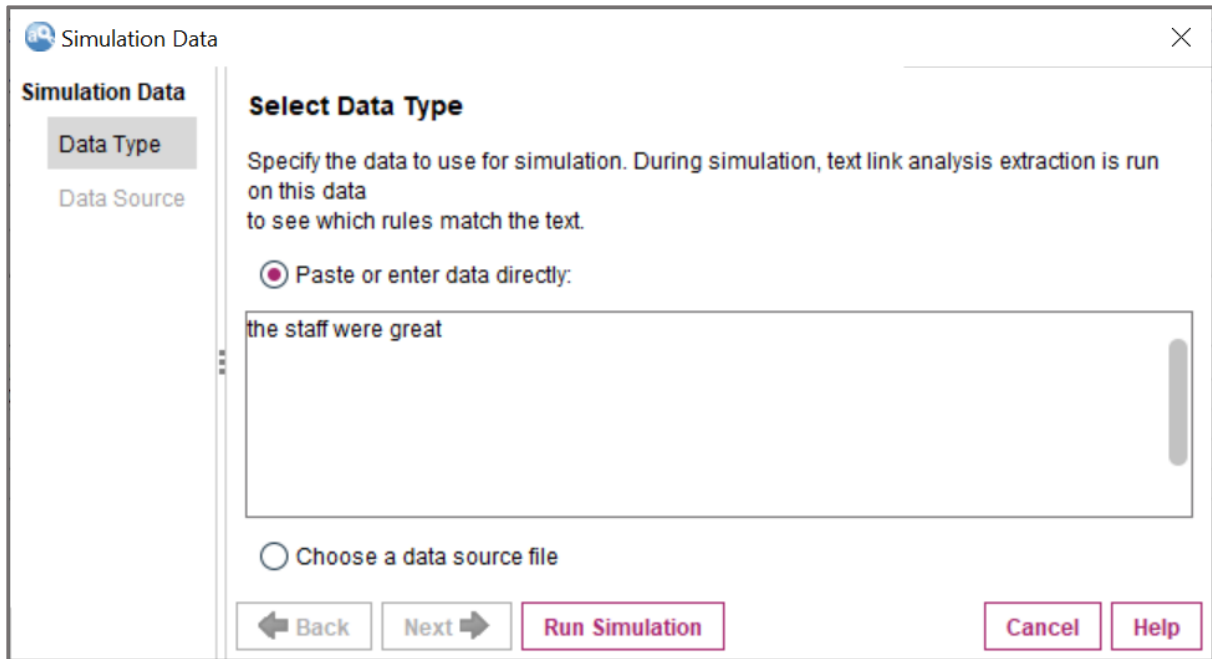 Simulation Data
Simulation Data
Data Type
Data Source
Select Data Type
Specify the data to use for simulation. During simulation, text link analysis extraction is run
on this data
to see which rules match the text.
Paste or enter data directly:
the staff were great
Choose a data source file
Back
Next
Run Simulation
Cancel
Help